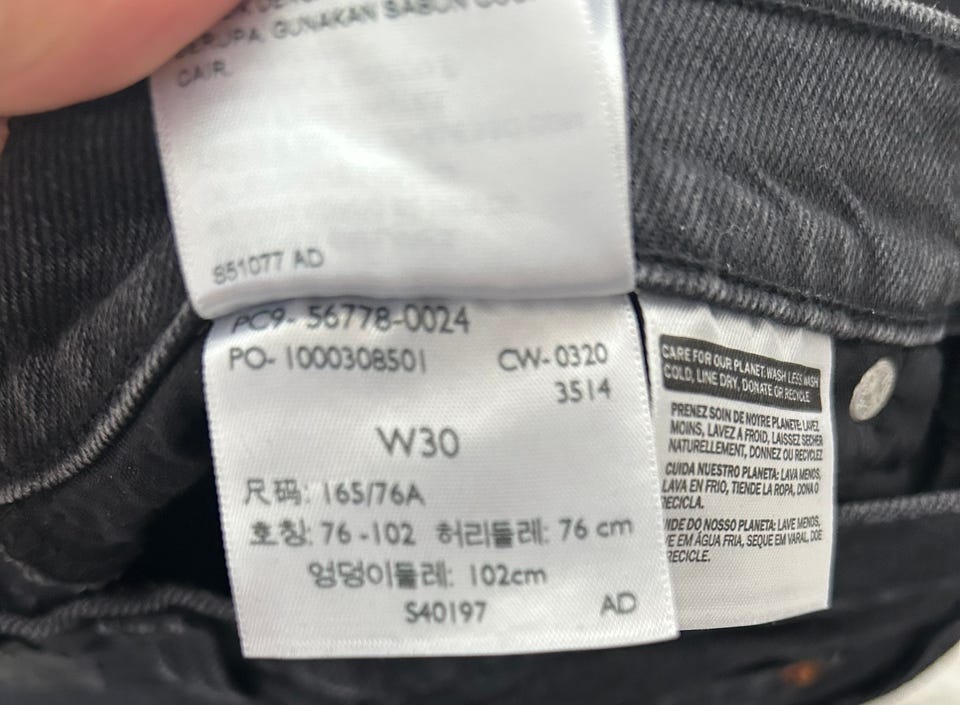 GUNAKAN SABUN
CAIR.
S51077 AD
PC9- 56778-0024
PO- 1000308501 CW- 0320
3514
W30
尺码: 165/76A
호칭: 76 -102 허리둘레: 76 cm
엉덩이둘레: 102cm
S40197 AD
CARE FOR OUR PLANET: WASH LESS WASH
COLD, LINE DRY, DONATE OR RECYCLE.
PRENEZ SOIN DE NOTRE PLANETE: LAVEZ
MOINS, LAVEZ A FROID, LAISSEZ SECHER
NATURELLEMENT, DONNEZ OU RECYCLEZ
CUIDA NUESTRO PLANETA: LAVA MENOS,
LAVA EN FRIO, TIENDE LA ROPA, DONA O
RECICLA.
IDE DO NOSSO PLANETA: LAVE MENOS,
VE EM ÁGUA FRIA, SEQUE EM VARAL, DOE
RECICLE.